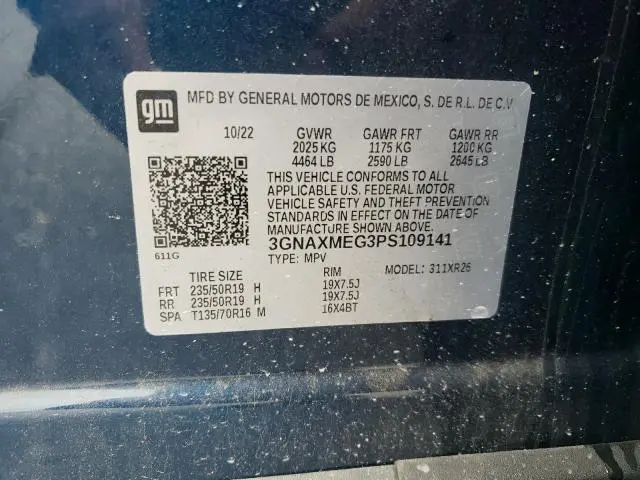 gm
MFD BY GENERAL MOTORS DE MEXICO, S. DE R.L. DE C.V
10/22 GVWR GAWR FRT GAWR RR
2025 KG 1175 KG 1200 KG
4464 LB 2590 LB 2645 LB
THIS VEHICLE CONFORMS TO ALL
APPLICABLE U.S. FEDERAL MOTOR
VEHICLE SAFETY AND THEFT PREVENTION
STANDARDS IN EFFECT ON THE DATE OF
MANUFACTURE SHOWN ABOVE.
3GNAXMEG3PS109141
611G
TYPE: MPV MODEL: 311XR26
TIRE SIZE RIM
FRT 235/50R19 H 19X7.5J
RR 235/50R19 H 19X7.5J
SPA T135/70R16 M 16X4BT